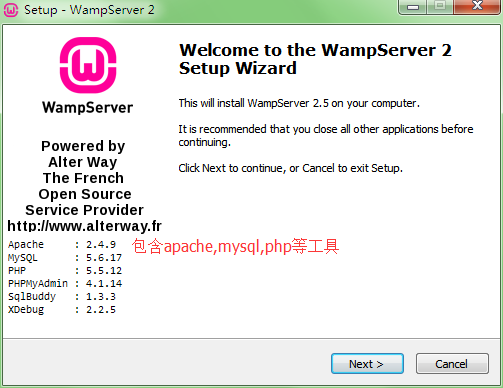 Setup - WampServer 2
Welcome to the WampServer 2
Setup Wizard
This will install WampServer 2.5 on your computer.
It is recommended that you close all other applications before
continuing.
Click Next to continue, or Cancel to exit Setup.
WampServer
Powered by
Alter Way
The French
Open Source
Service Provider
http://www.alterway.fr
Apache : 2.4.9
MySQL : 5.6.17
PHP : 5.5.12
PHPMyAdmin : 4.1.14
SqlBuddy : 1.3.3
XDebug : 2.2.5
包含apache,mysql,php等工具
Next >
Cancel